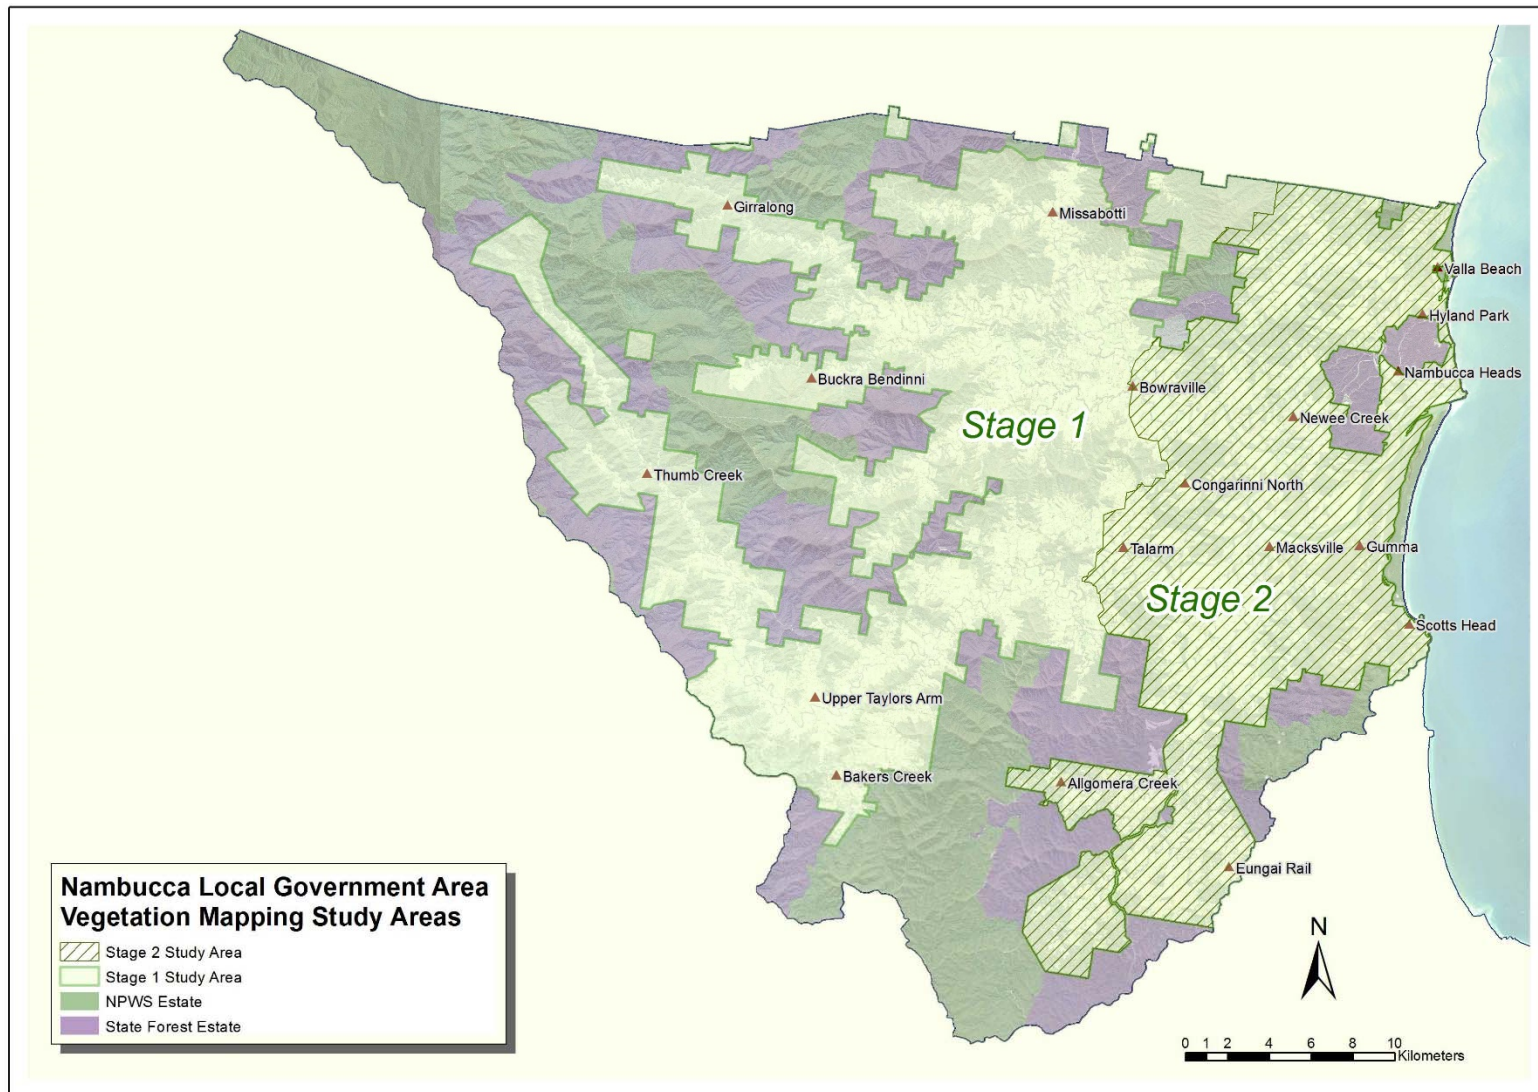 Girralong
Missabotti
Valla Beach
Hyland Park
Nambucca Heads
Buckra Bendinni
Bowraville
Stage 1
Newee Creek
Thumb Creek
Congarinni North
Talarm
Macksville
Gumma
Stage 2
Scotts Head
Upper Taylors Arm
Bakers Creek
Allgomera Creek
Eungai Rail
Nambucca Local Government Area
Vegetation Mapping Study Areas
Stage 2 Study Area
Stage 1 Study Area
NPWS Estate
State Forest Estate
N
0 1 2 4 6 8 10
Kilometers